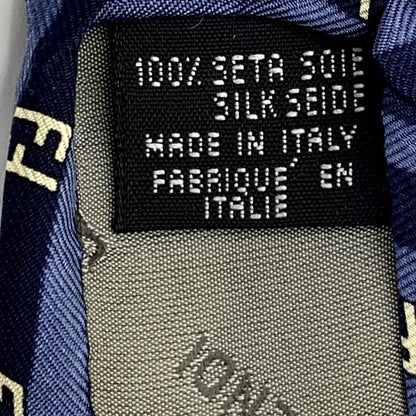 100% SETA SOIE
SILK SEIDE
MADE IN ITALY
FABRIQUE' EN
ITALIE